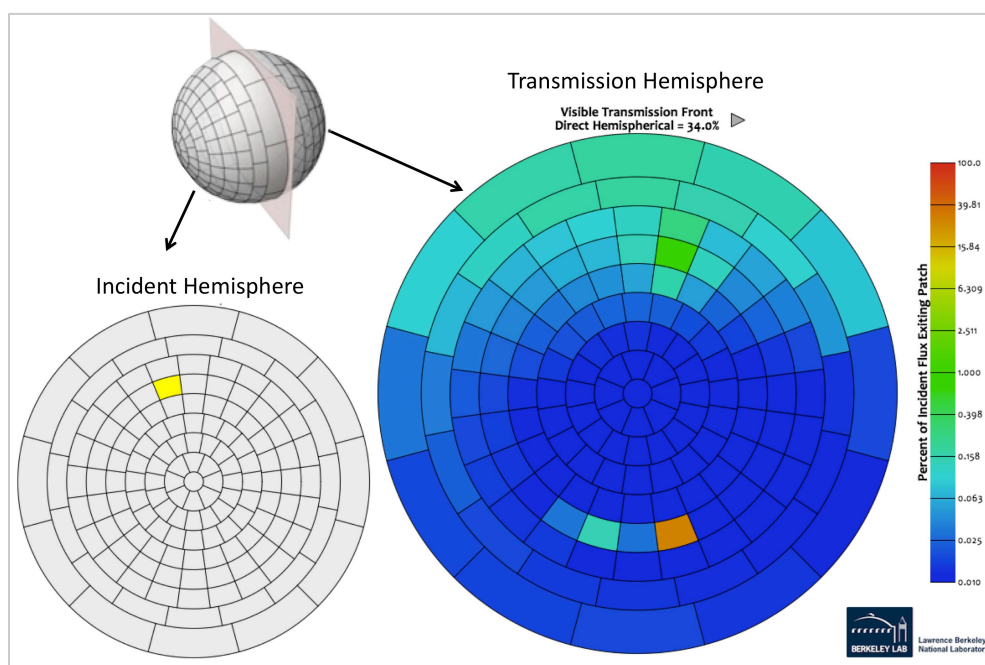 Transmission Hemisphere
Visible Transmission Front
Direct Hemispherical = 34.0%
Incident Hemisphere
100.0
39.81
15.84
6.309
2.511
1.000
0.398
0.158
0.063
0.025
0.010
Percent of Incident Flux Exiting Patch
BERKELEY LAB
Lawrence Berkeley
National Laborator